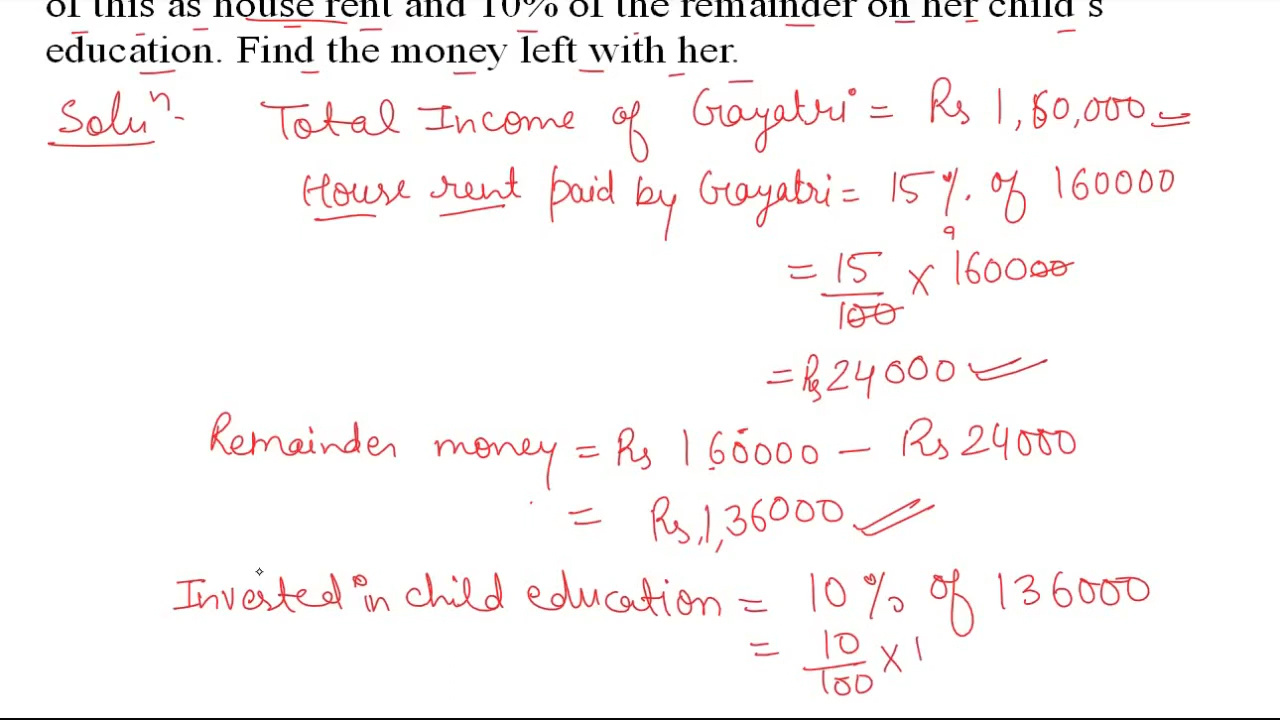 of this as house rent and 10% of the remainder on her child's
education. Find the money left with her.
Soluⁿ- Total Income of Gayatri = Rs 1,60,000
House rent paid by Gayatri = 15% of 160000
= 15/100 × 160000
= Rs 24000
Remainder money = Rs 160000 – Rs 24000
= Rs,1,36000
Invested in child education = 10% of 136000
= 10/100 × 1